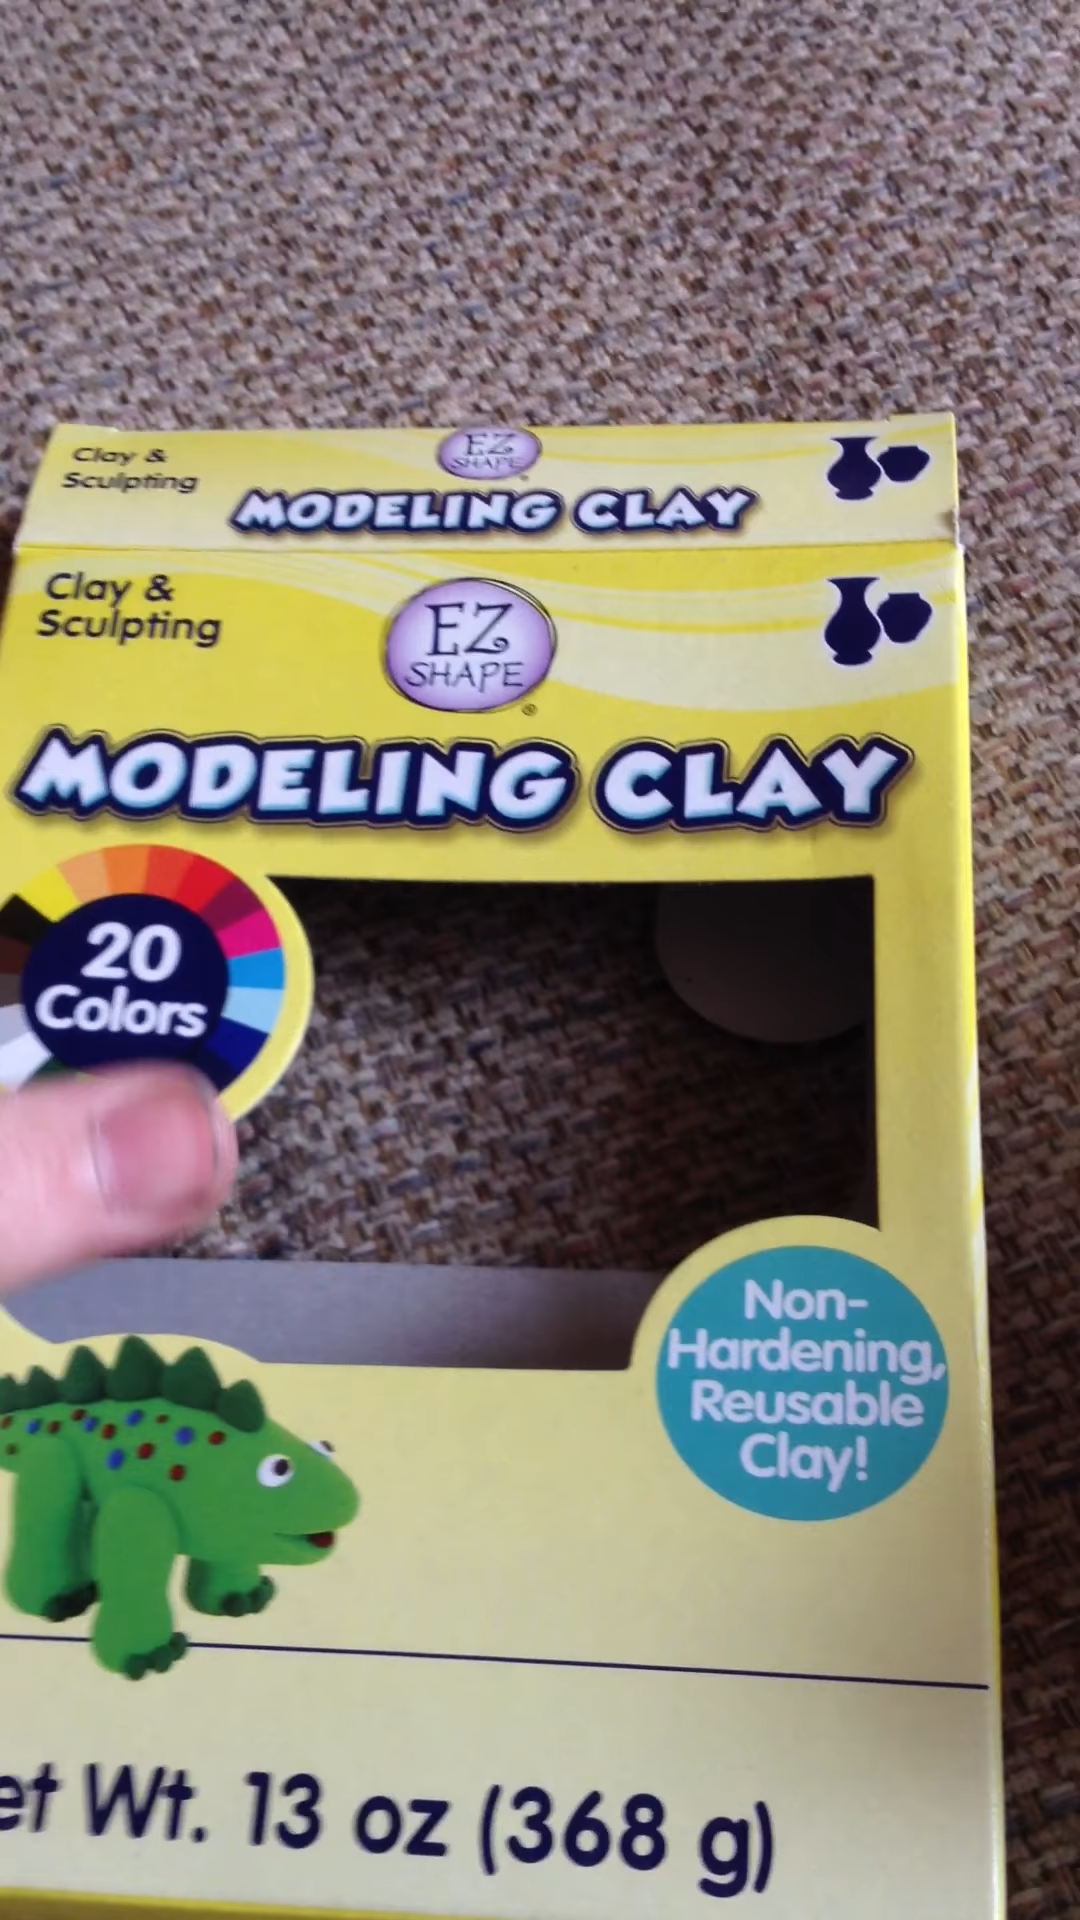 Clay &
Sculpting
EZ
SHAPE
MODELING CLAY
Clay &
Sculpting
EZ
SHAPE
®
MODELING CLAY
20
Colors
Non-
Hardening,
Reusable
Clay!
Wt. 13 oz (368 g)